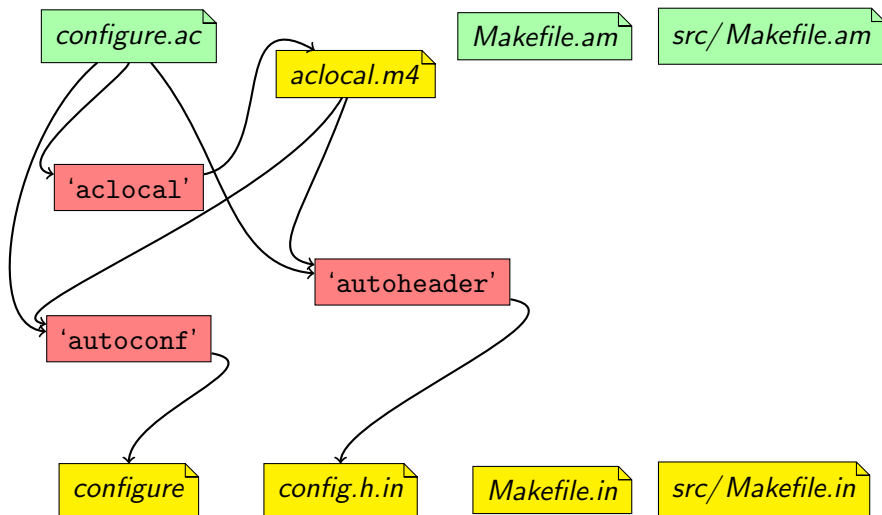 configure.ac
aclocal.m4
Makefile.am
src/Makefile.am
‘aclocal’
‘autoheader’
‘autoconf’
configure
config.h.in
Makefile.in
src/Makefile.in